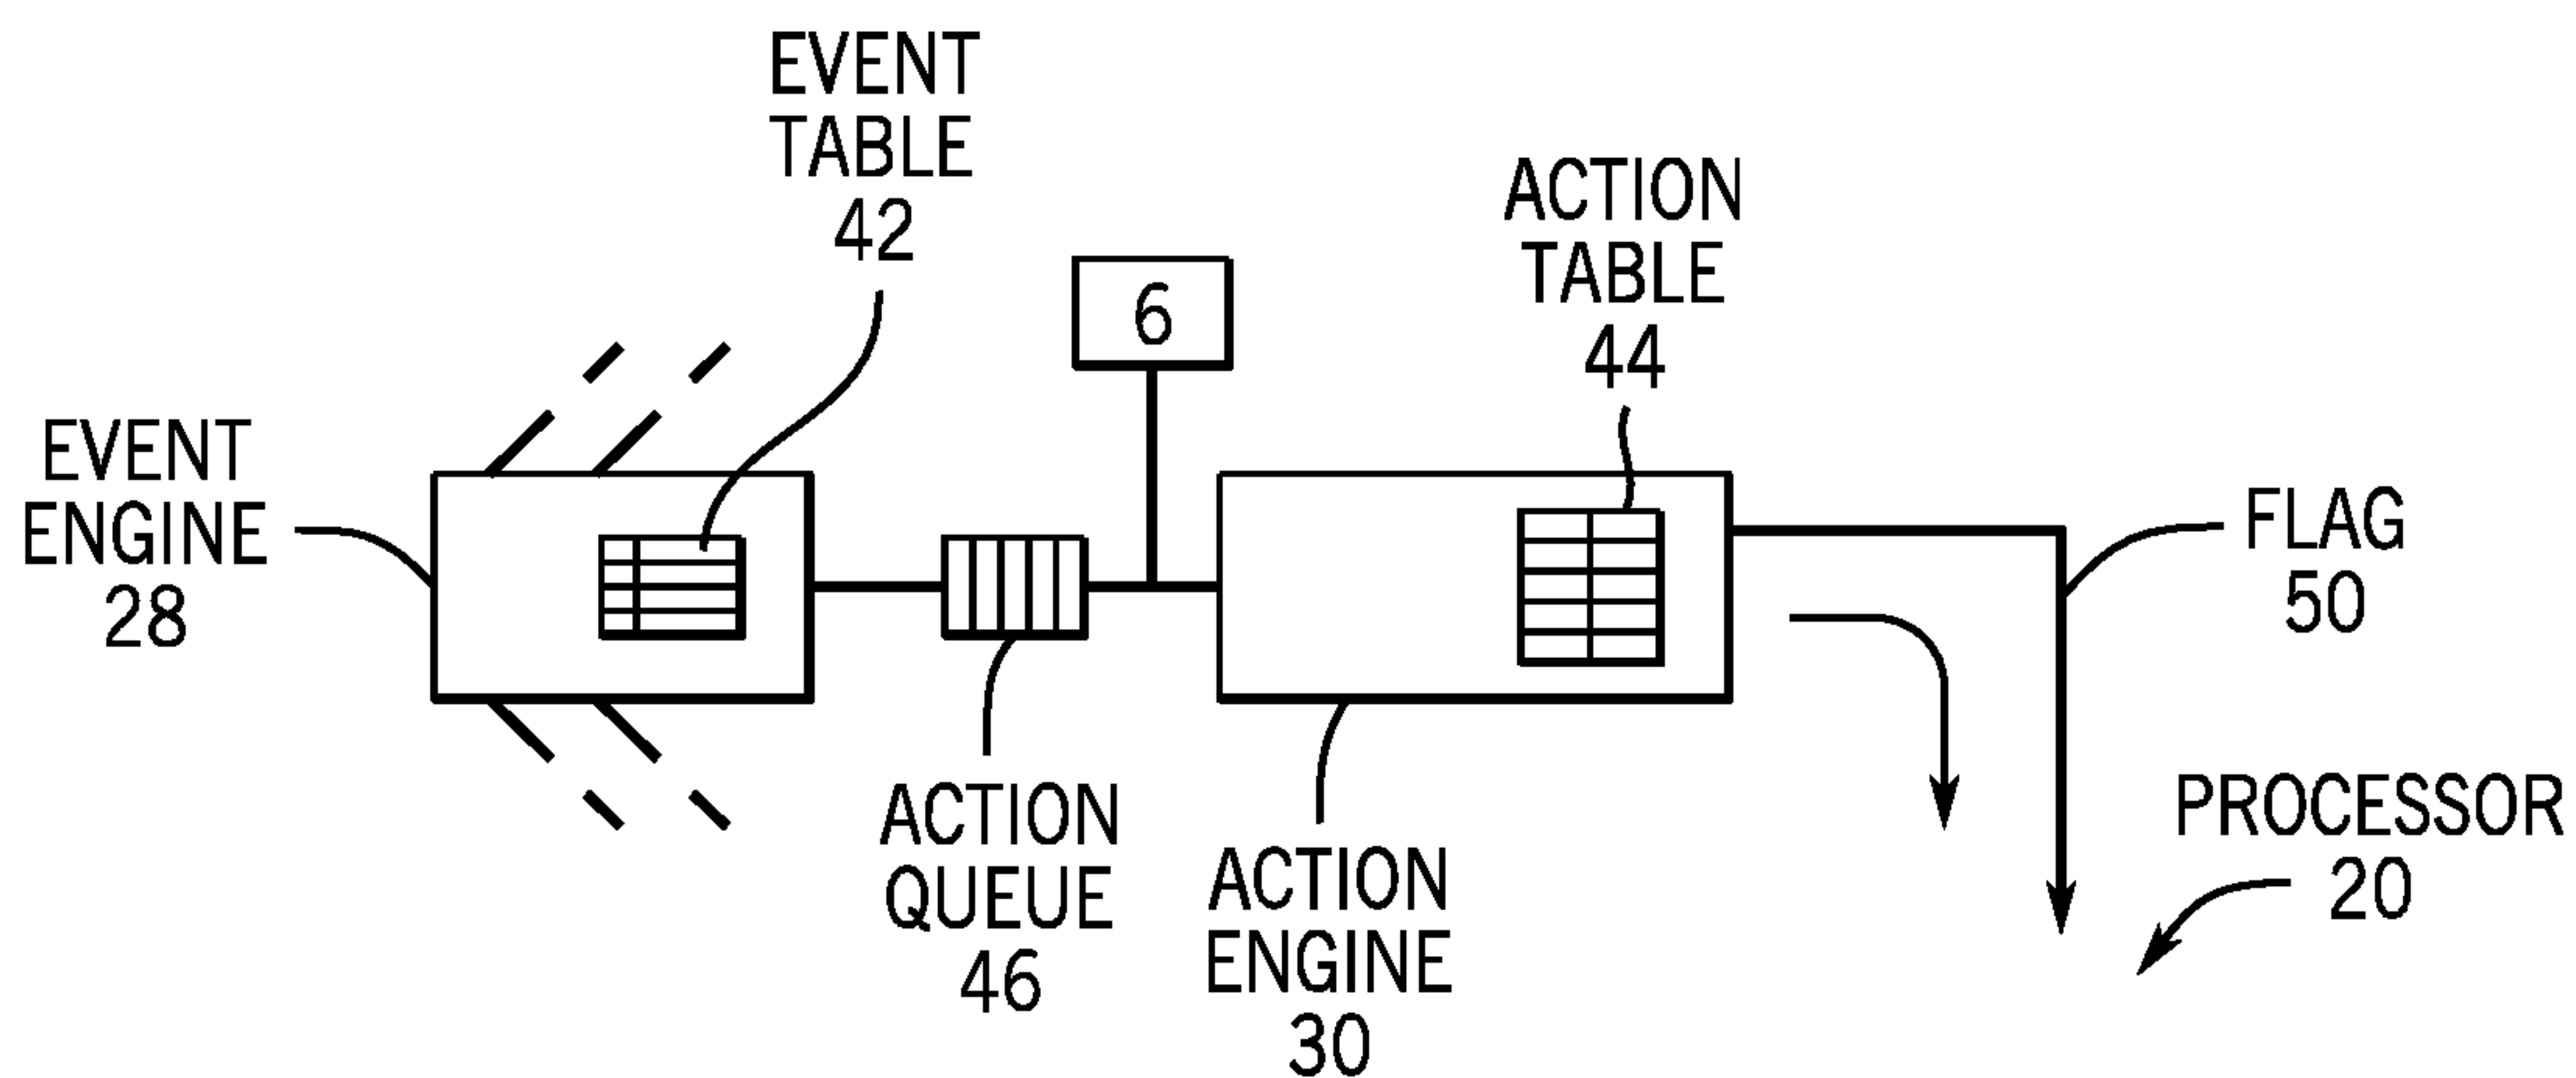 EVENT
TABLE
42
6
ACTION
TABLE
44
EVENT
ENGINE
28
FLAG
50
ACTION
QUEUE
46
ACTION
ENGINE
30
PROCESSOR
20